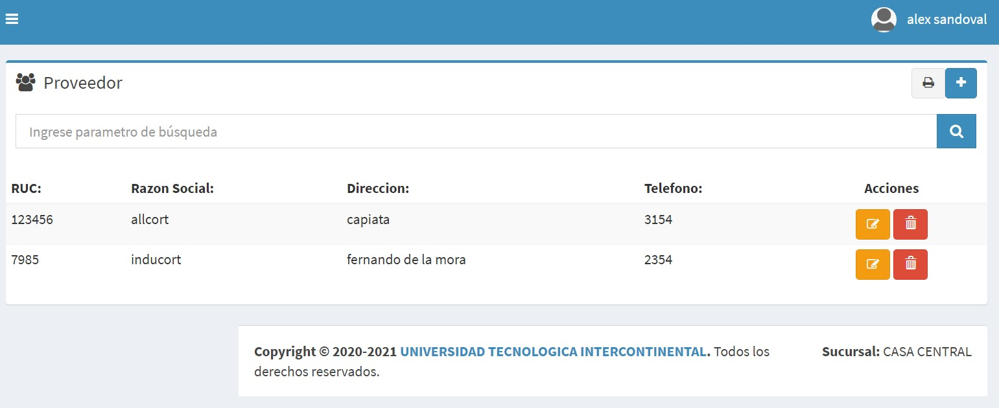 alex sandoval
Proveedor
Ingrese parametro de búsqueda
RUC: Razon Social: Direccion: Telefono: Acciones
123456 allcort capiata 3154
7985 inducort fernando de la mora 2354
Copyright © 2020-2021 UNIVERSIDAD TECNOLOGICA INTERCONTINENTAL. Todos los Sucursal: CASA CENTRAL
derechos reservados.